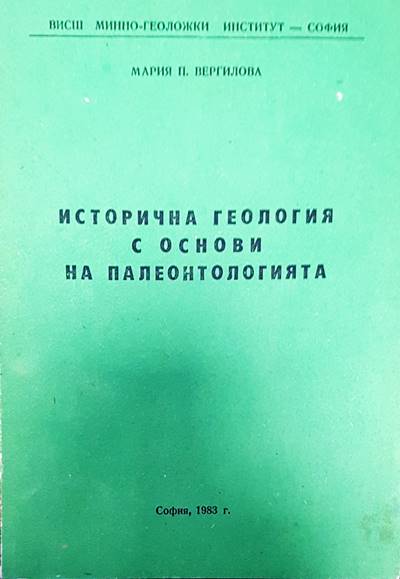 ВИСШ МИННО-ГЕОЛОЖКИ ИНСТИТУТ — СОФИЯ
МАРИЯ П. ВЕРГИЛОВА
ИСТОРИЧНА ГЕОЛОГИЯ
С ОСНОВИ
НА ПАЛЕОНТОЛОГИЯТА
София, 1983 г.